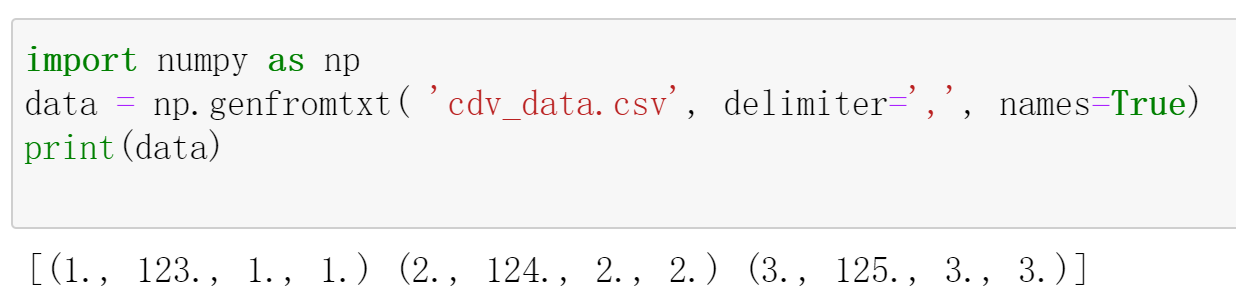 import numpy as np
data = np.genfromtxt( 'cdv_data.csv', delimiter=',', names=True)
print(data)
[(1., 123., 1., 1.) (2., 124., 2., 2.) (3., 125., 3., 3.)]